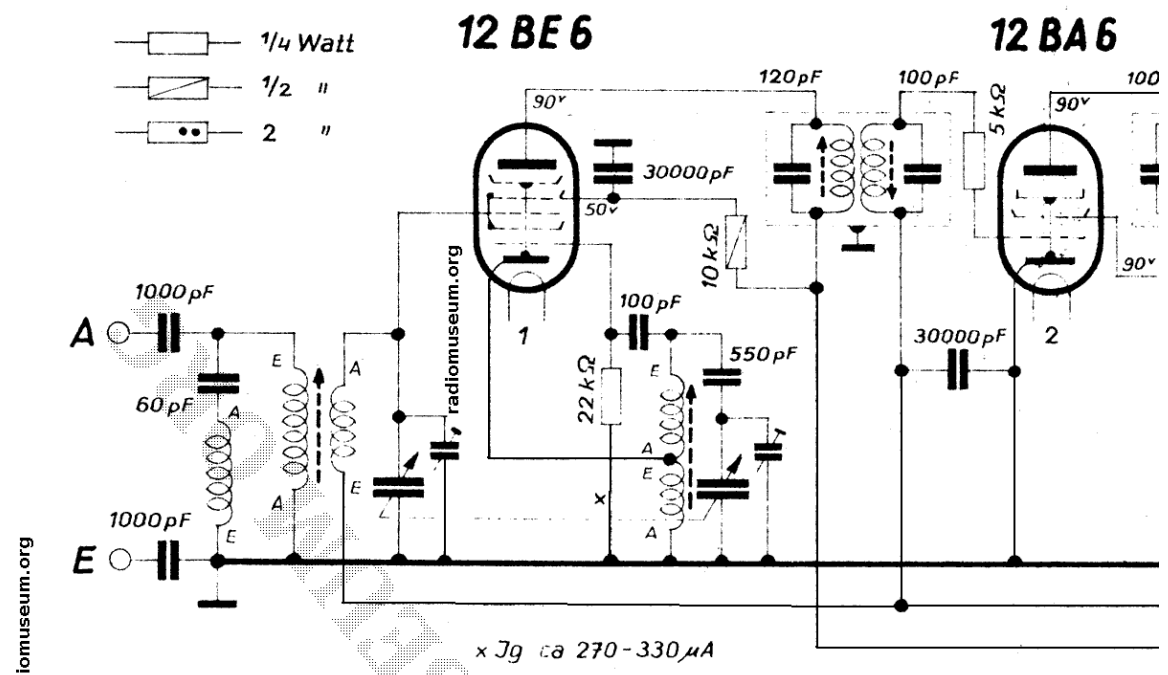 12 BE 6
12 BA 6
1/4 Watt
1/2 "
2 "
120 pF
100 pF
100
90v
90v
5 kΩ
30000 pF
50v
10 kΩ
90v
radiomuseum.org
1000 pF
A
100 pF
1
2
30000 pF
550 pF
E
A
E
60 pF
A
22 kΩ
A
E
A
E
x
A
1000 pF
E
E
iomuseum.org
x Jg ca 270-330 μA